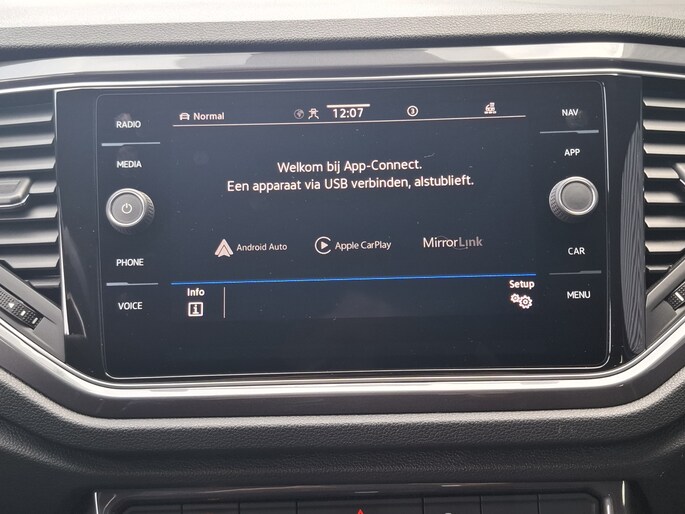 RADIO
MEDIA
PHONE
VOICE
Normal
12:07
3
Welkom bij App-Connect.
Een apparaat via USB verbinden, alstublieft.
Android Auto
Apple CarPlay
MirrorLink
Info
Setup
NAV
APP
CAR
MENU